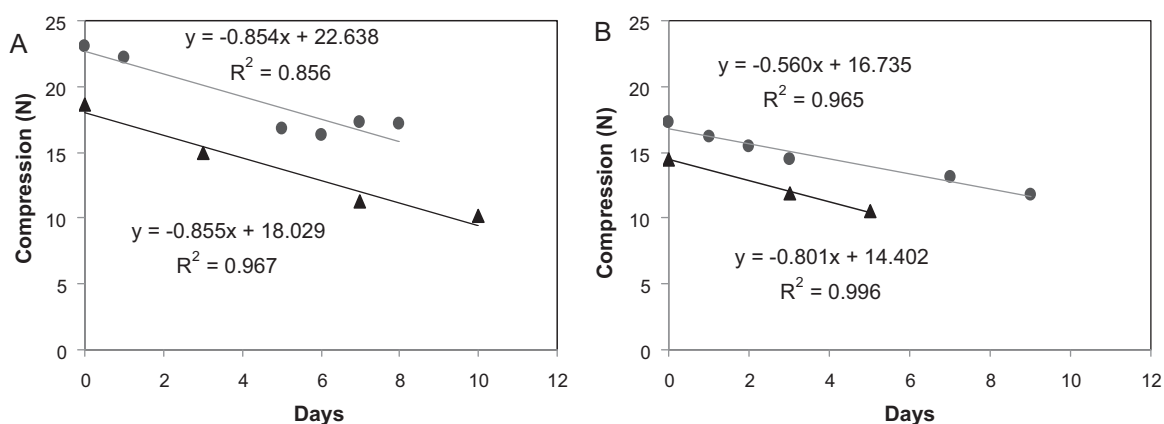 A
Compression (N)
25
20
15
10
5
0
y = -0.854x + 22.638
R² = 0.856
y = -0.855x + 18.029
R² = 0.967
0 2 4 6 8 10 12
Days
B
Compression (N)
25
20
15
10
5
0
y = -0.560x + 16.735
R² = 0.965
y = -0.801x + 14.402
R² = 0.996
0 2 4 6 8 10 12
Days